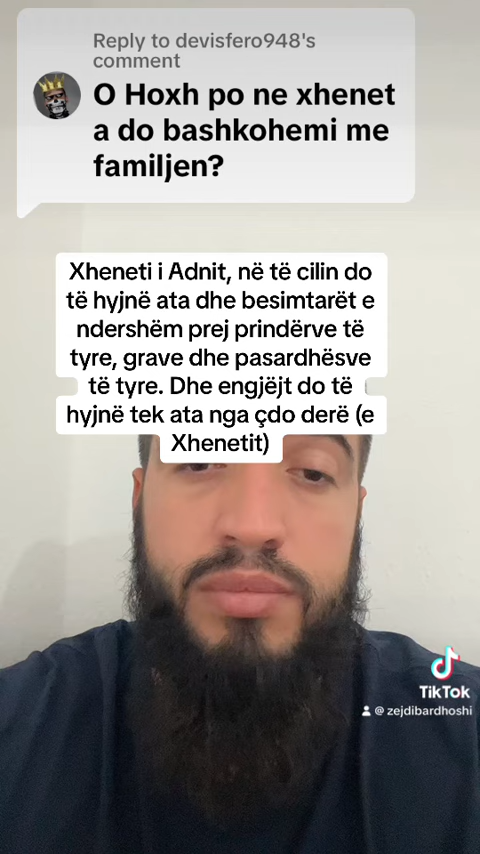 Reply to devisfero948's
comment
O Hoxh po ne xhenet
a do bashkohemi me
familjen?
Xheneti i Adnit, në të cilin do
të hyjnë ata dhe besimtarët e
ndershëm prej prindërve të
tyre, grave dhe pasardhësve
të tyre. Dhe engjëjt do të
hyjnë tek ata nga çdo derë (e
Xhenetit)
TikTok
@ zejdibardhoshi